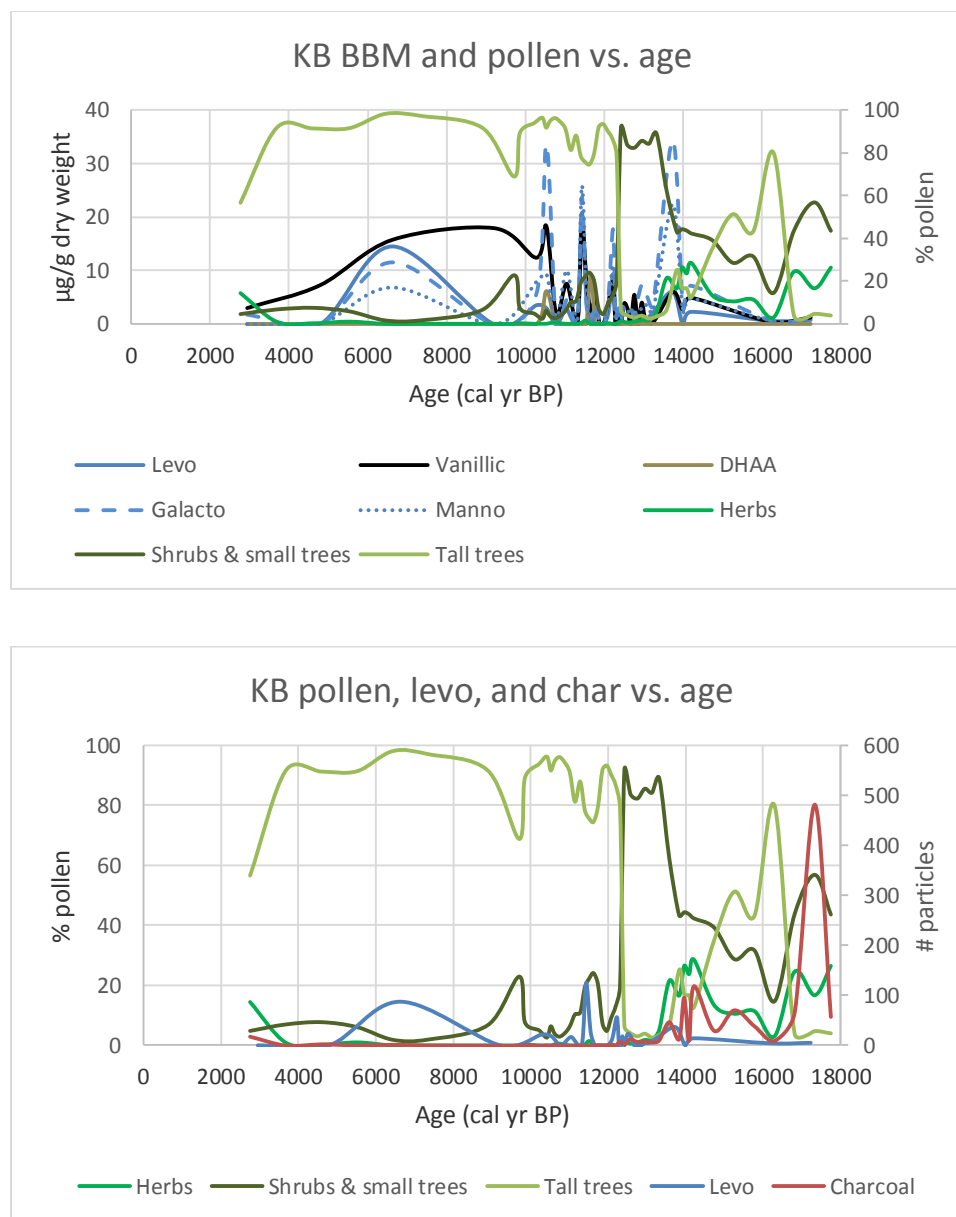 KB BBM and pollen vs. age
40
30
20
10
0
µg/g dry weight
100
80
60
40
20
0
% pollen
0 2000 4000 6000 8000 10000 12000 14000 16000 18000
Age (cal yr BP)
Levo Vanillic DHAA
Galacto Manno Herbs
Shrubs & small trees Tall trees
KB pollen, levo, and char vs. age
100
80
60
40
20
0
% pollen
600
500
400
300
200
100
0
# particles
0 2000 4000 6000 8000 10000 12000 14000 16000 18000
Age (cal yr BP)
Herbs Shrubs & small trees Tall trees Levo Charcoal